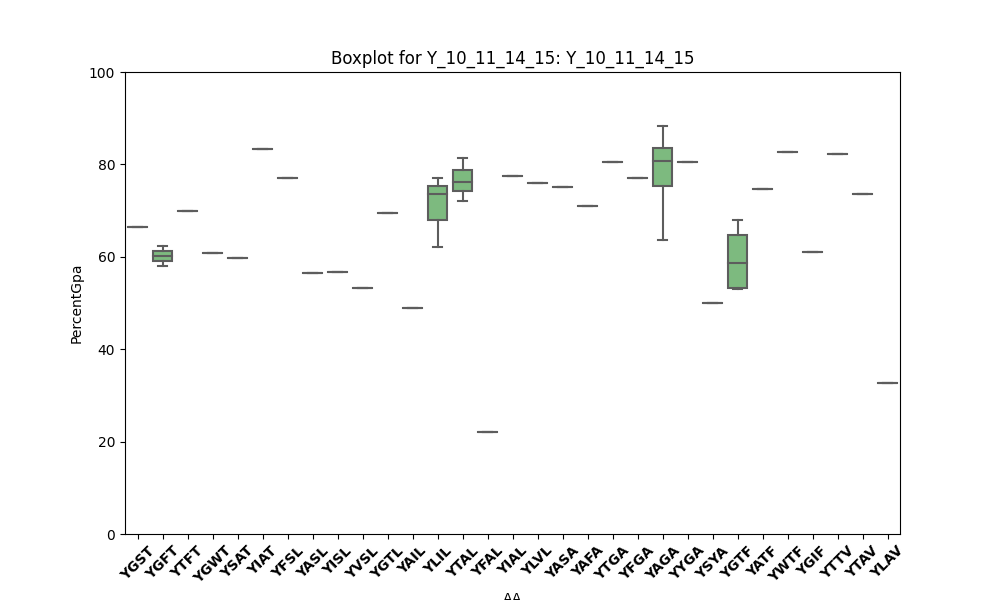 Boxplot for Y_10_11_14_15: Y_10_11_14_15
100
80
60
40
20
0
PercentGpa
YGST YGFT YTFT YGWT YSAT YIAT YFSL YASL YISL YVSL YGTL YAIL YLIL YTAL YFAL YIAL YLVL YASA YAFA YTGA YFGA YAGA YYGA YSYA YGTF YATF YWTF YGIF YTTV YTAV YLAV
AA